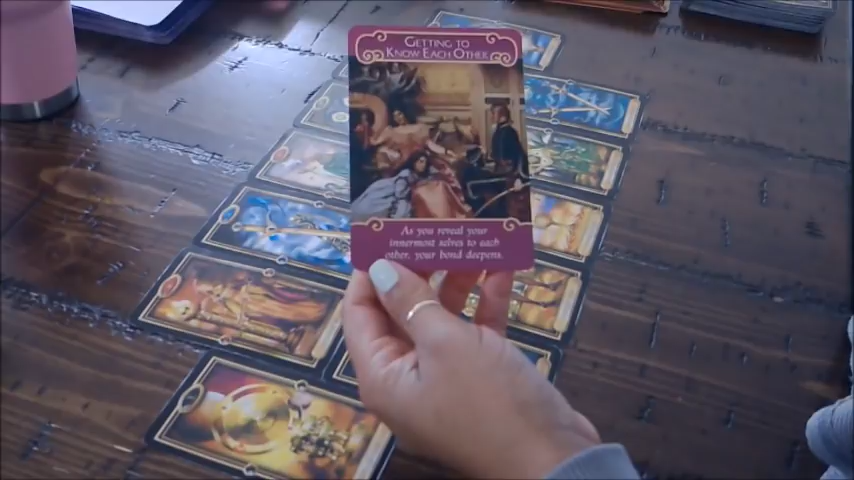 Getting to
Know Each Other
As you reveal your
innermost selves to each
other, your bond deepens.